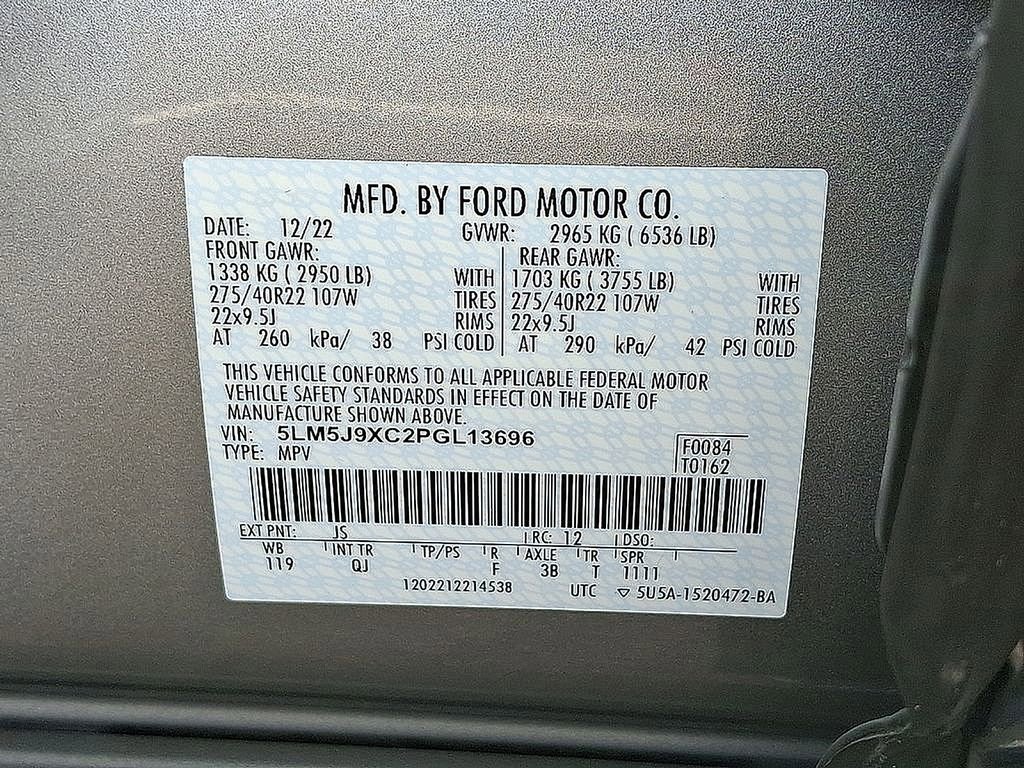 MFD. BY FORD MOTOR CO.
DATE: 12/22 GVWR: 2965 KG ( 6536 LB)
FRONT GAWR: REAR GAWR:
1338 KG ( 2950 LB) WITH 1703 KG ( 3755 LB) WITH
275/40R22 107W TIRES 275/40R22 107W TIRES
22x9.5J RIMS 22x9.5J RIMS
AT 260 kPa/ 38 PSI COLD AT 290 kPa/ 42 PSI COLD
THIS VEHICLE CONFORMS TO ALL APPLICABLE FEDERAL MOTOR
VEHICLE SAFETY STANDARDS IN EFFECT ON THE DATE OF
MANUFACTURE SHOWN ABOVE.
VIN: 5LM5J9XC2PGL13696
TYPE: MPV
F0084
T0162
EXT PNT: JS RC: 12 DSO:
WB INT TR TP/PS R AXLE TR SPR
119 QJ F 3B T 1111
1202212214538 UTC ▽ 5U5A-1520472-BA